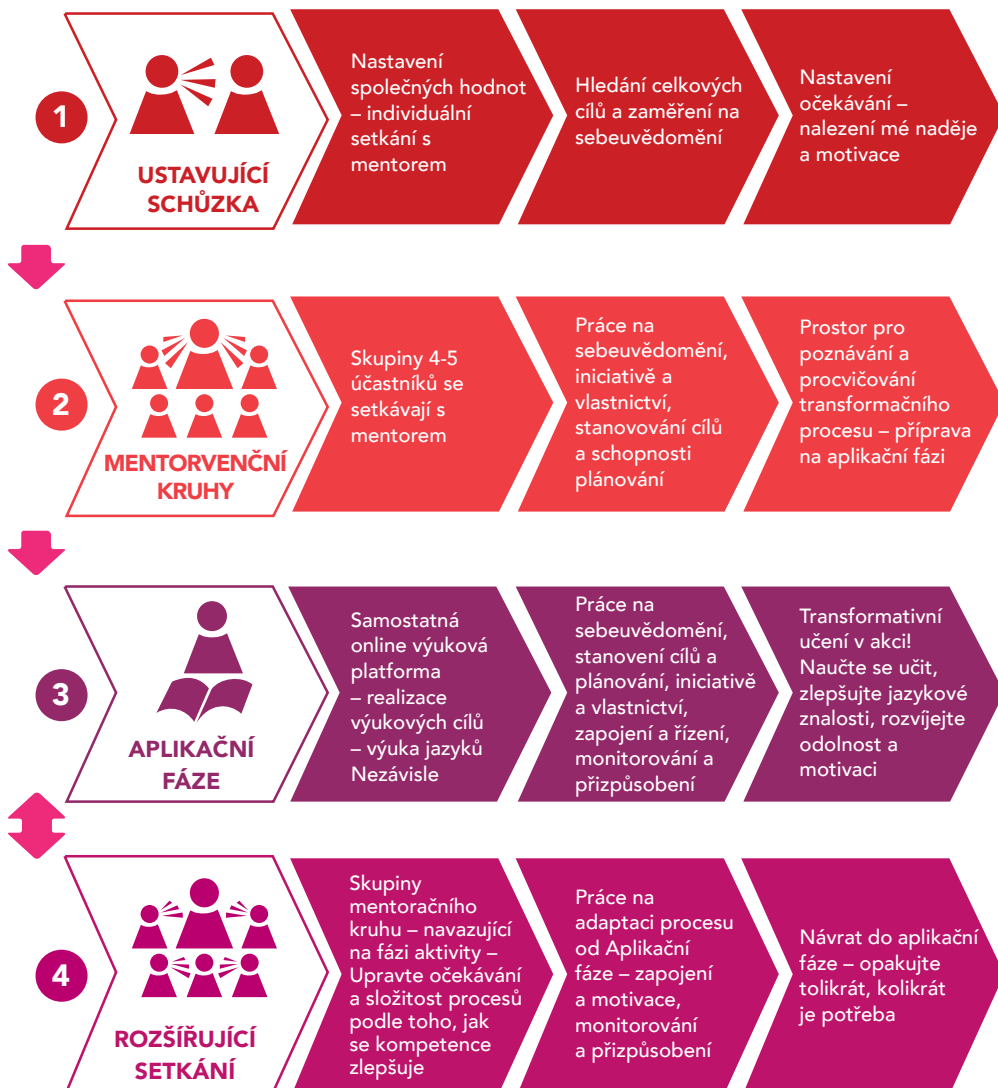 1
USTAVUJÍCÍ
SCHŮZKA
Nastavení
společných hodnot
– individuální
setkání s
mentorem
Hledání celkových
cílů a zaměření na
sebeuvědomění
Nastavení
očekávání –
nalezení mé naděje
a motivace
2
MENTORVENČNÍ
KRUHY
Skupiny 4-5
účastníků se
setkávají s
mentorem
Práce na
sebeuvědomění,
iniciativě a
vlastnictví,
stanovování cílů
a schopnosti
plánování
Prostor pro
poznávání a
procvičování
transformačního
procesu – příprava
na aplikační fázi
3
APLIKAČNÍ
FÁZE
Samostatná
online výuková
platforma
– realizace
výukových cílů
– výuka jazyků
Nezávisle
Práce na
sebeuvědomění,
stanovení cílů a
plánování, iniciativě
a vlastnictví,
zapojení a řízení,
monitorování a
přizpůsobení
Transformativní
učení v akci!
Naučte se učit,
zlepšujte jazykové
znalosti, rozvíjejte
odolnost a
motivaci
4
ROZŠÍŘUJÍCÍ
SETKÁNÍ
Skupiny
mentoračního
kruhu – navazující
na fázi aktivity –
Upravte očekávání
a složitost procesů
podle toho, jak
se kompetence
zlepšuje
Práce na
adaptaci procesu
od Aplikační
fáze – zapojení
a motivace,
monitorování
a přizpůsobení
Návrat do aplikační
fáze – opakujte
tolikrát, kolikrát
je potřeba